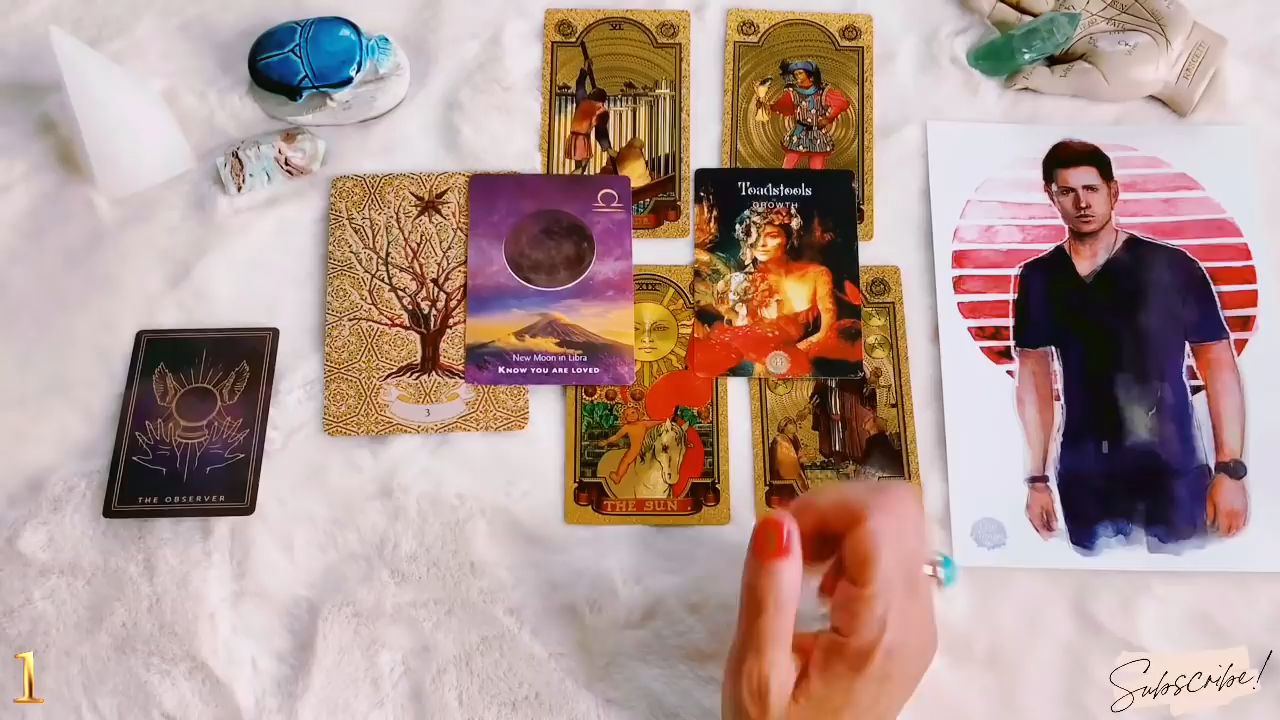 VI
Toadstools
GROWTH
3
New Moon in Libra
KNOW YOU ARE LOVED
XIX
THE SUN.
THE OBSERVER
1
Subscribe!